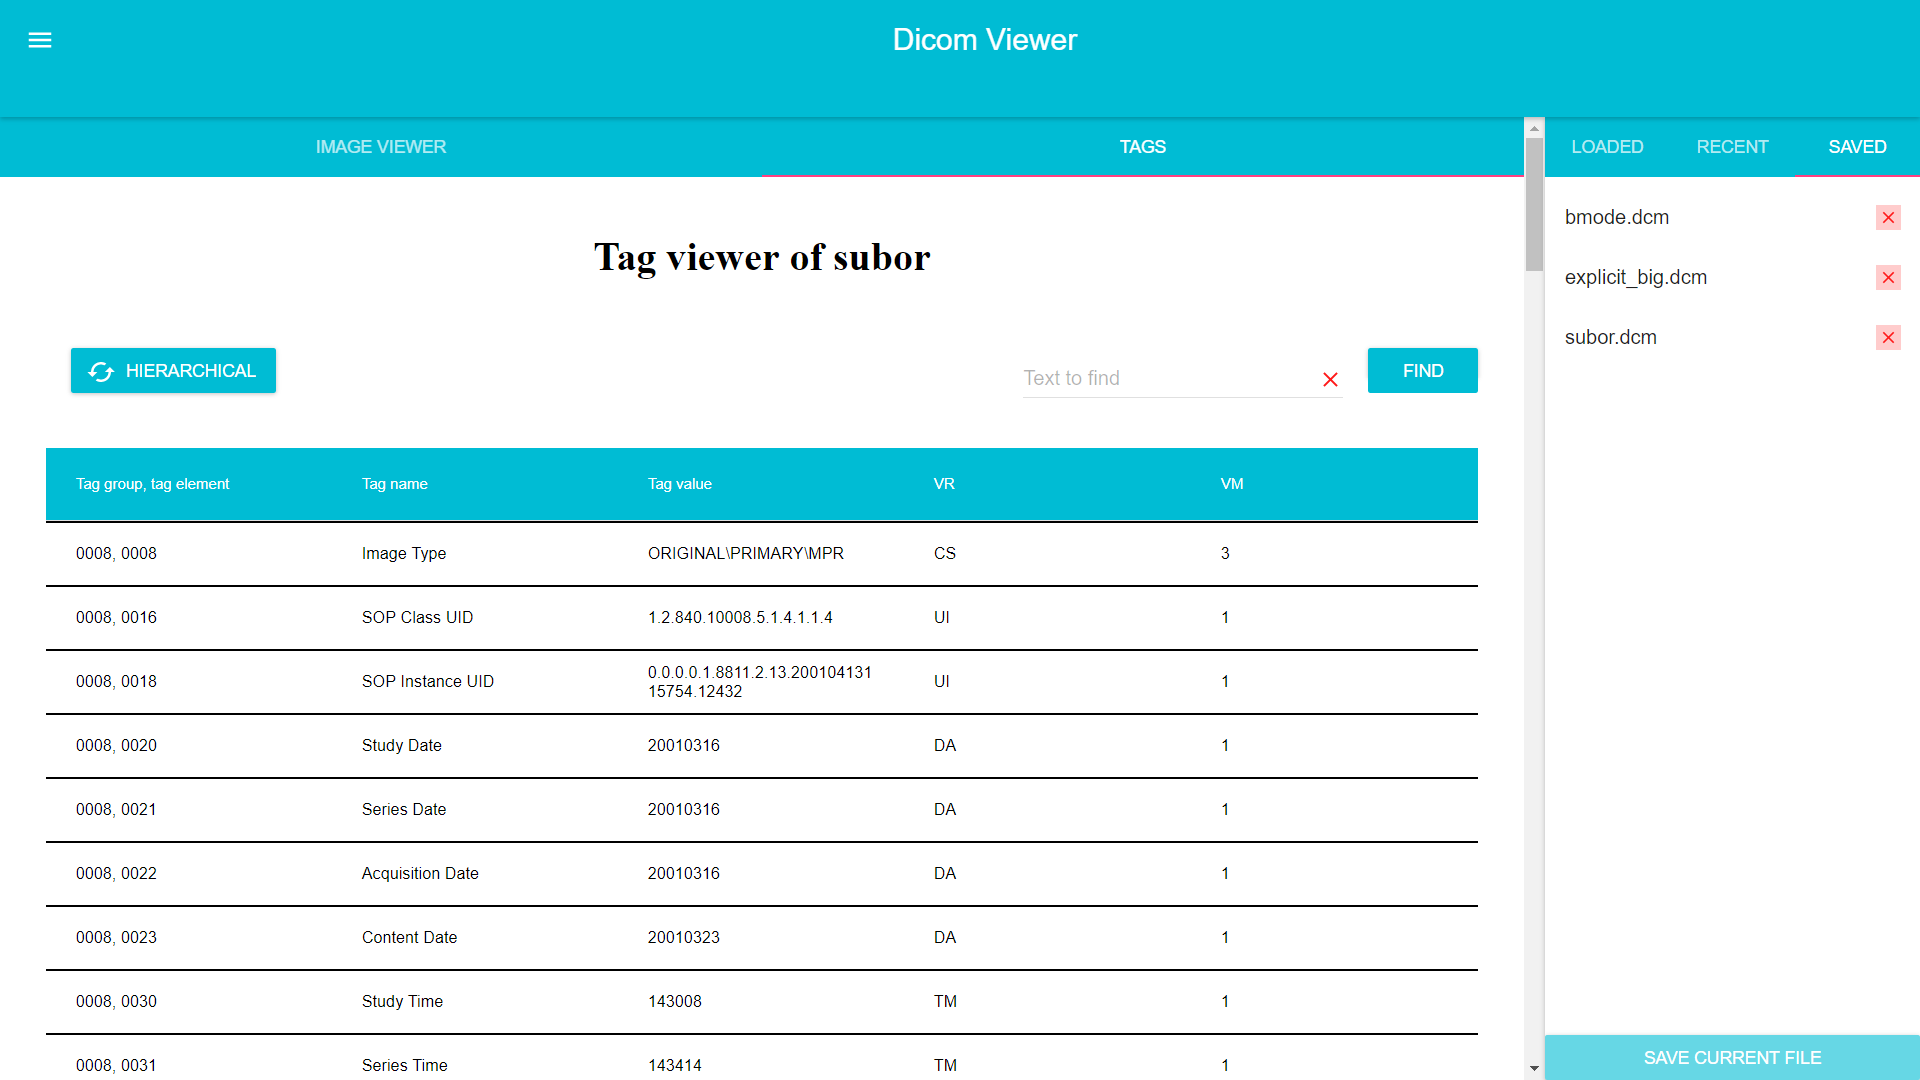 Dicom Viewer
IMAGE VIEWER
TAGS
LOADED
RECENT
SAVED
Tag viewer of subor
HIERARCHICAL
Text to find
FIND
Tag group, tag element Tag name Tag value VR VM
0008, 0008 Image Type ORIGINAL\PRIMARY\MPR CS 3
0008, 0016 SOP Class UID 1.2.840.10008.5.1.4.1.1.4 UI 1
0008, 0018 SOP Instance UID 0.0.0.0.1.8811.2.13.200104131
15754.12432 UI 1
0008, 0020 Study Date 20010316 DA 1
0008, 0021 Series Date 20010316 DA 1
0008, 0022 Acquisition Date 20010316 DA 1
0008, 0023 Content Date 20010323 DA 1
0008, 0030 Study Time 143008 TM 1
0008, 0031 Series Time 143414 TM 1
bmode.dcm
explicit_big.dcm
subor.dcm
SAVE CURRENT FILE